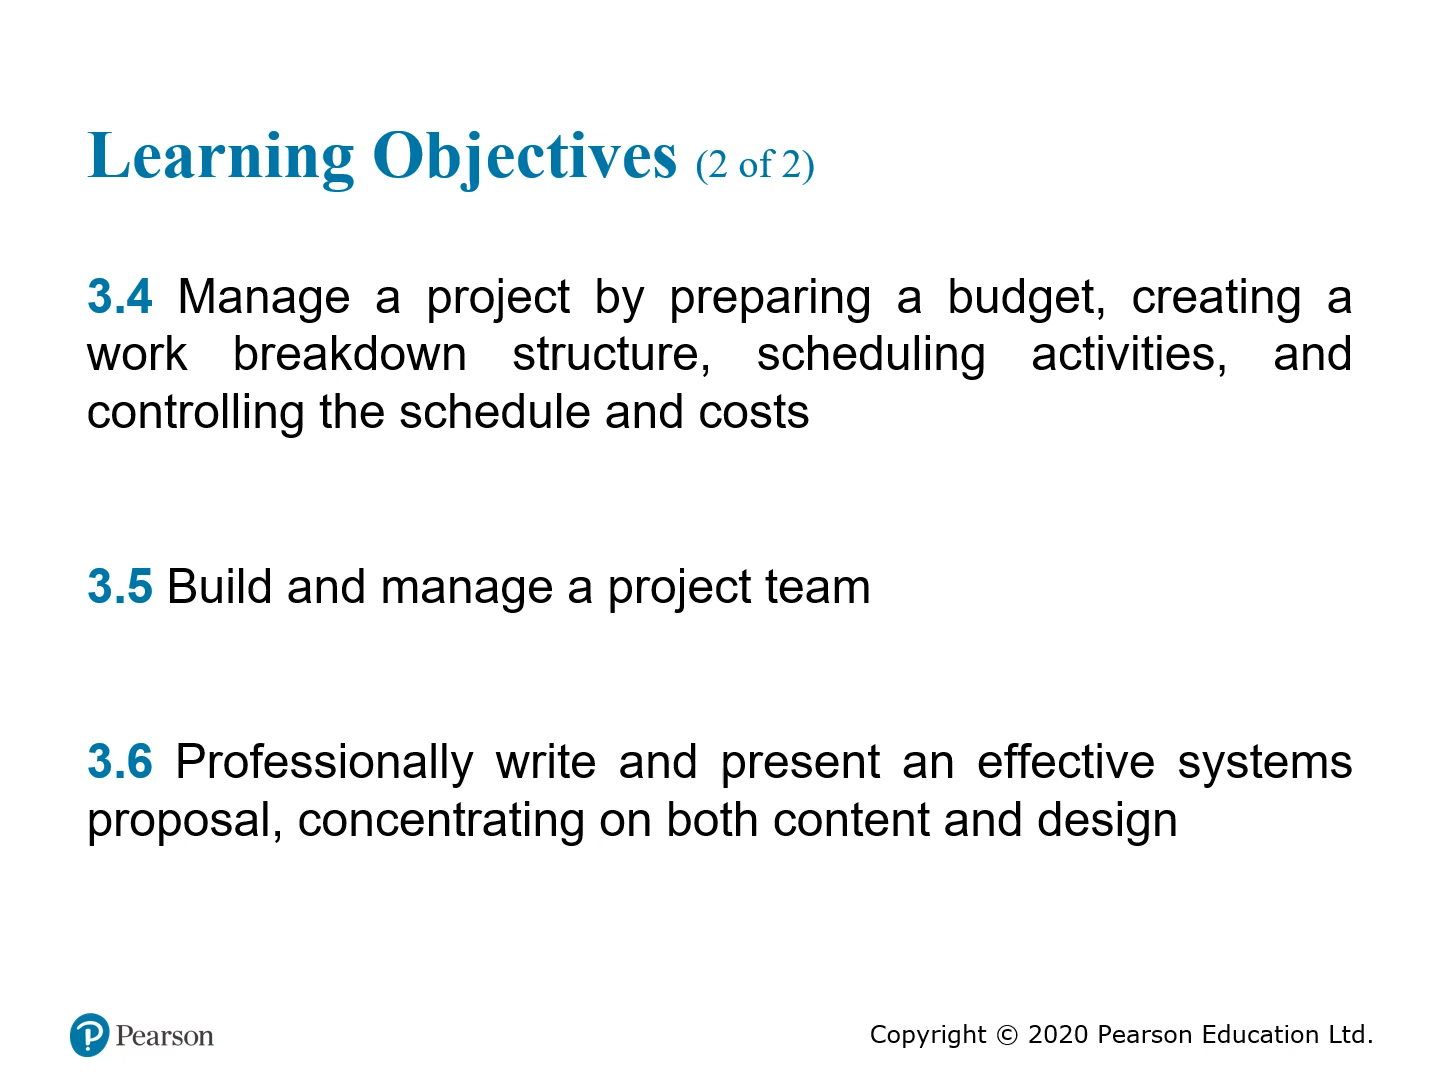 Learning Objectives (2 of 2)
3.4 Manage a project by preparing a budget, creating a
work breakdown structure, scheduling activities, and
controlling the schedule and costs
3.5 Build and manage a project team
3.6 Professionally write and present an effective systems
proposal, concentrating on both content and design
Pearson
Copyright © 2020 Pearson Education Ltd.